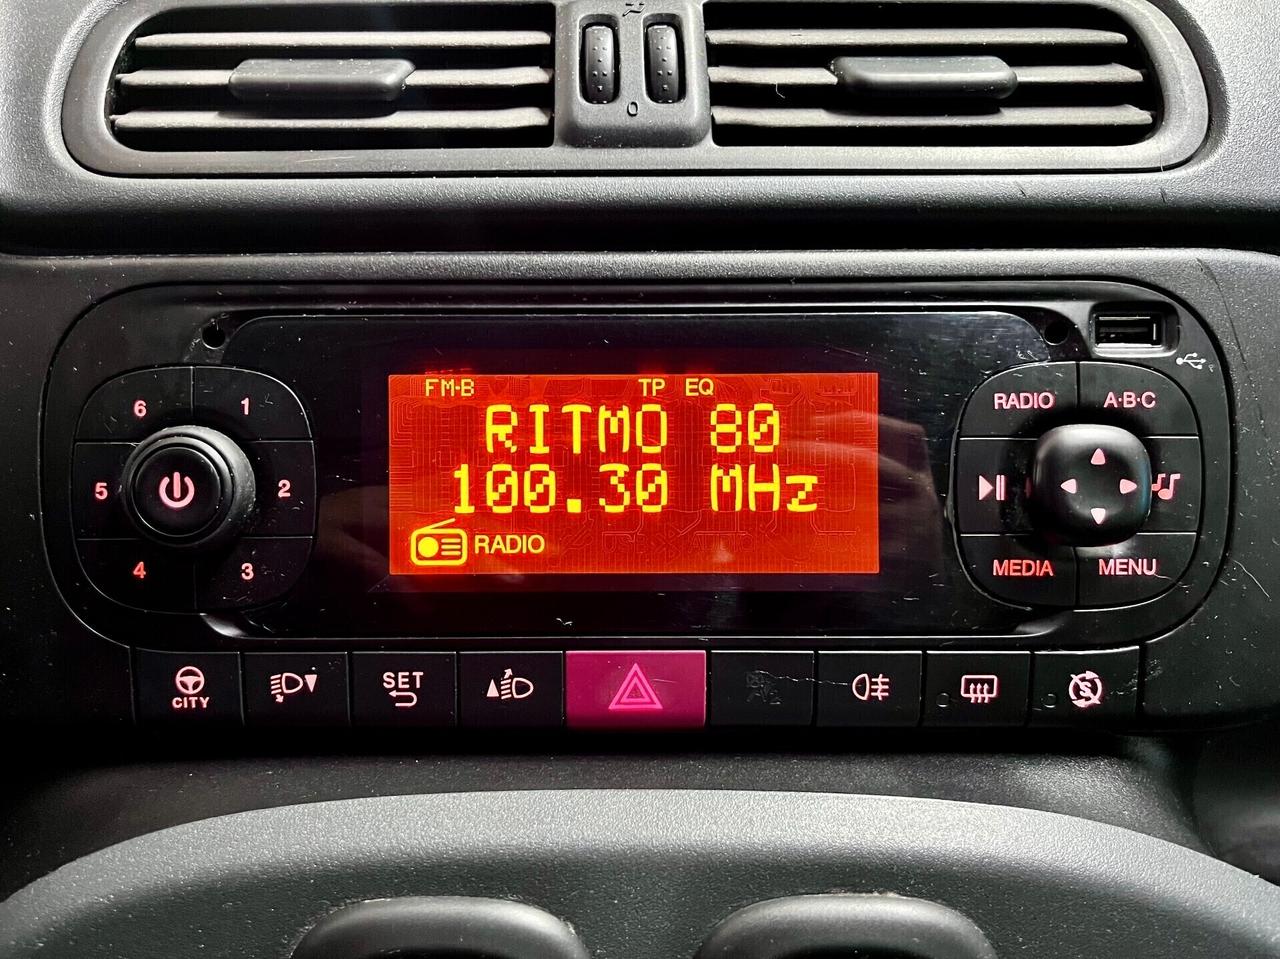 0
6 1
5 2
4 3
FM-B TP EQ
RITMO 80
100.30 MHz
RADIO
RADIO A·B·C
MEDIA MENU
CITY
SET
S